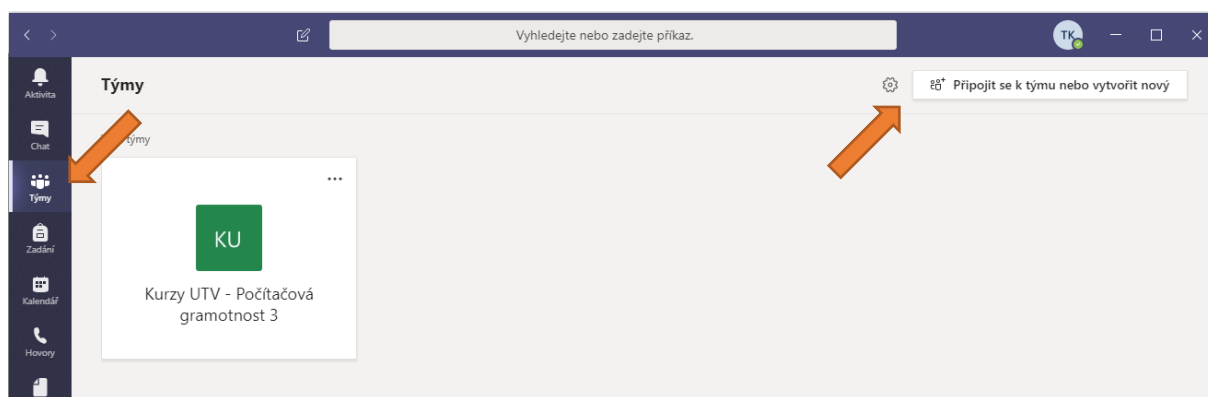 Vyhledejte nebo zadejte příkaz.
TK
Aktivita
Chat
Týmy
Zadání
Kalendář
Hovory
Týmy
Připojit se k týmu nebo vytvořit nový
týmy
KU
Kurzy UTV - Počítačová
gramotnost 3